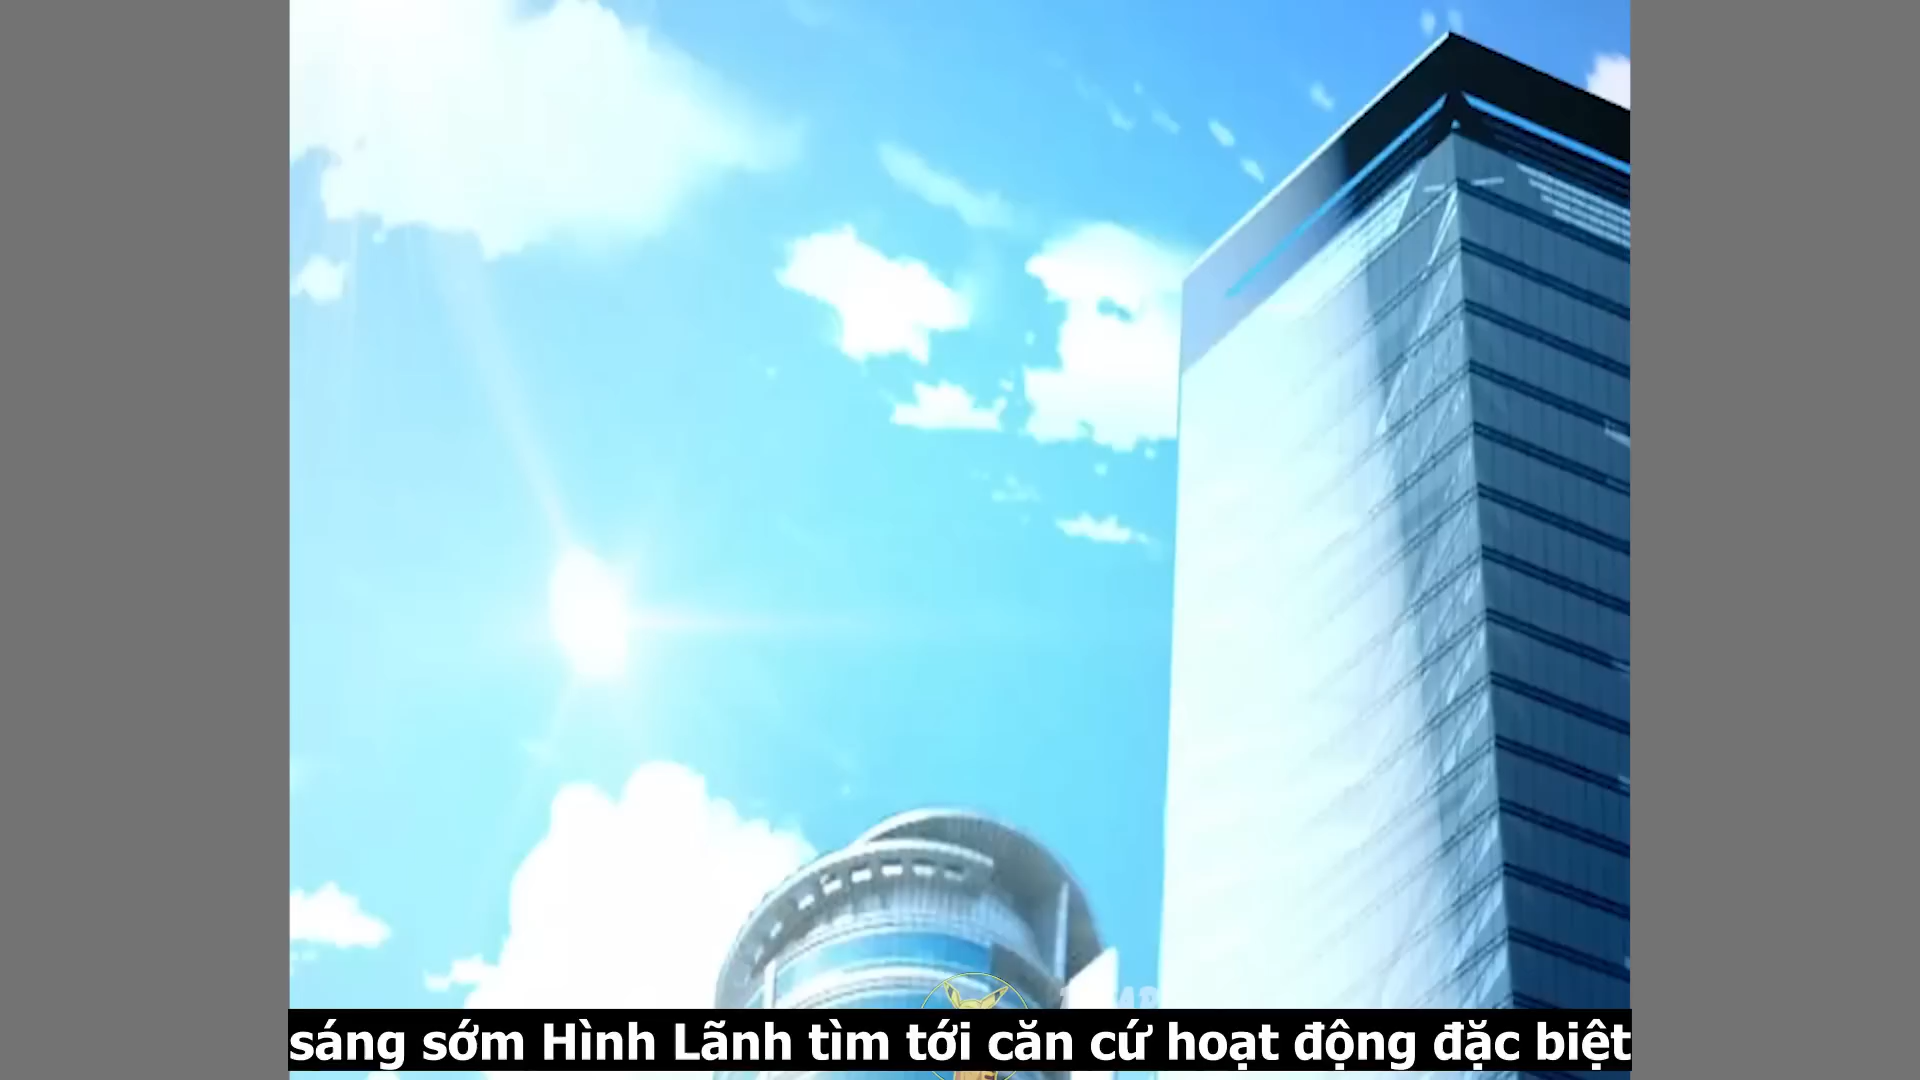 sáng sớm Hình Lãnh tìm tới căn cứ hoạt động đặc biệt